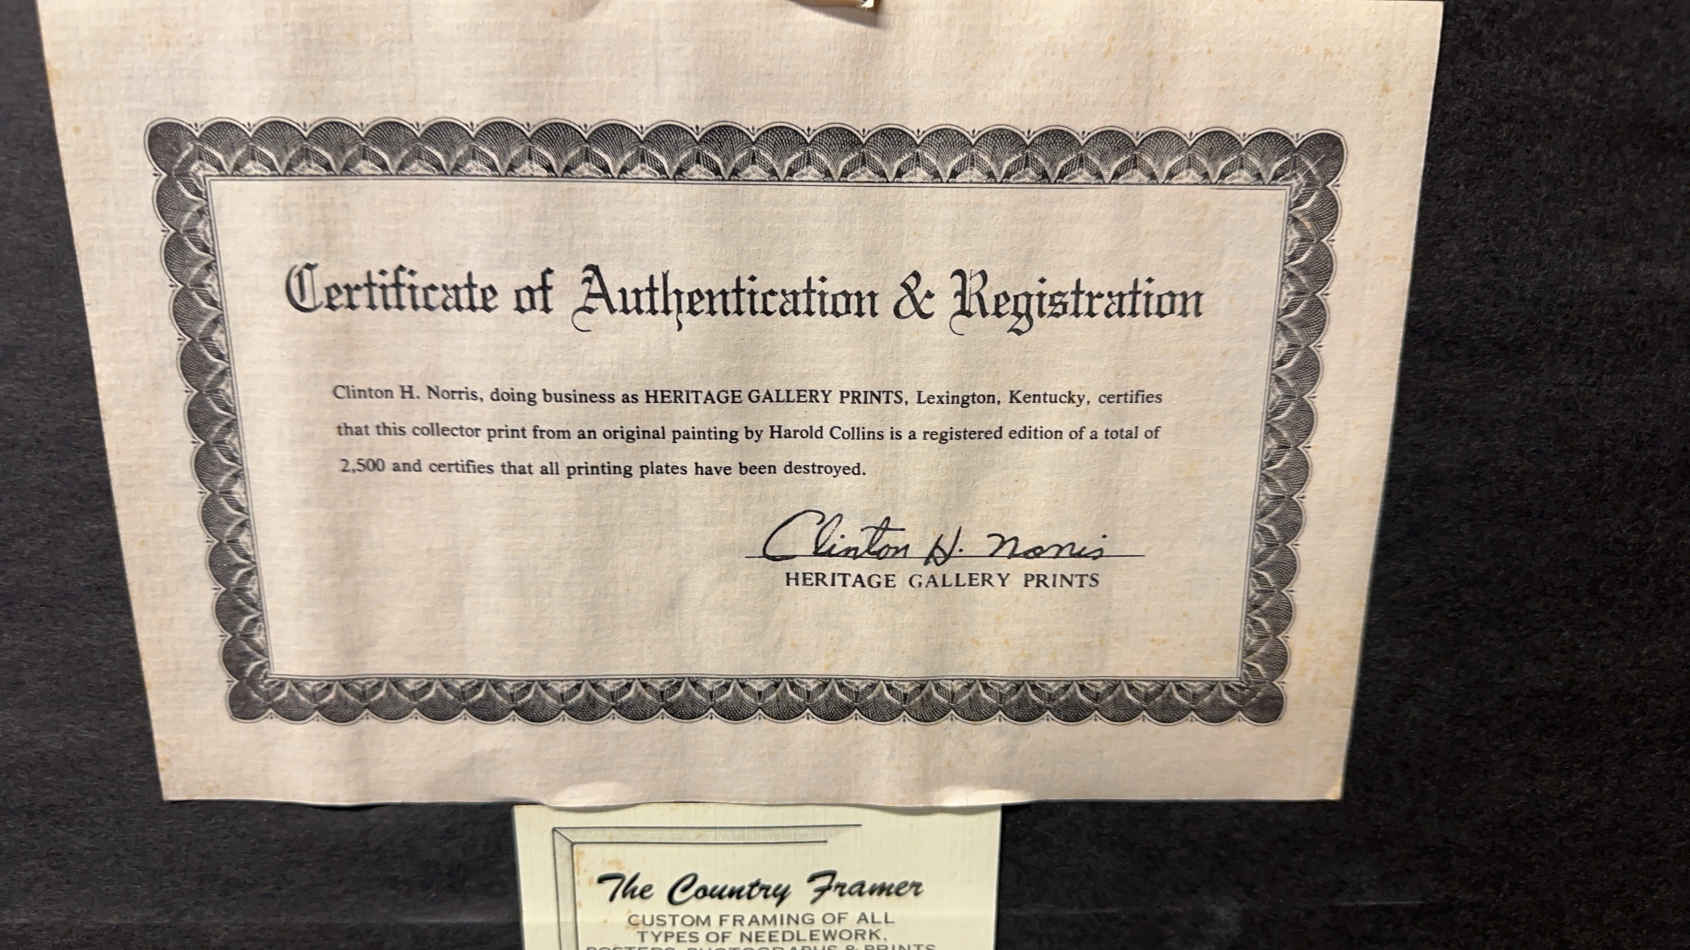 Certificate of Authentication & Registration
Clinton H. Norris, doing business as HERITAGE GALLERY PRINTS, Lexington, Kentucky, certifies
that this collector print from an original painting by Harold Collins is a registered edition of a total of
2,500 and certifies that all printing plates have been destroyed.
Clinton H. Norris
HERITAGE GALLERY PRINTS
The Country Framer
CUSTOM FRAMING OF ALL
TYPES OF NEEDLEWORK,
POSTERS, PHOTOGRAPHS & PRINTS